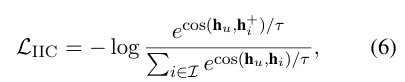 $$\mathcal{L}_{\text{IIC}} = -\log \frac{e^{\cos(\mathbf{h}_u, \mathbf{h}_i^+)/\tau}}{\sum_{i \in \mathcal{I}} e^{\cos(\mathbf{h}_u, \mathbf{h}_i)/\tau}}, \quad (6)$$